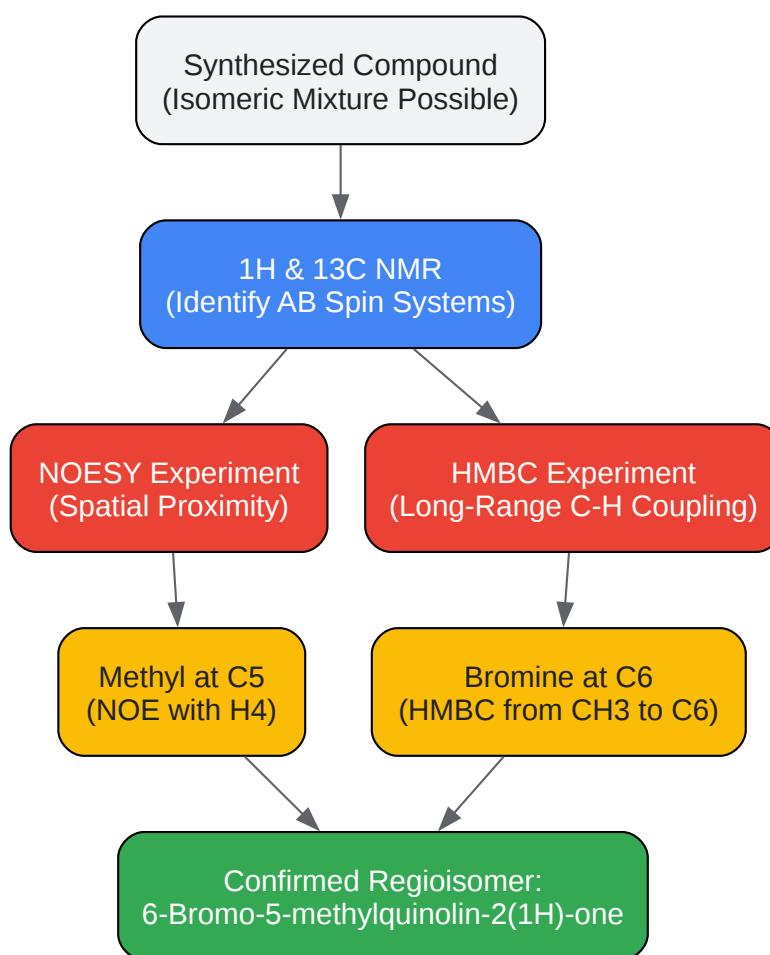 Synthesized Compound
(Isomeric Mixture Possible)
1H & 13C NMR
(Identify AB Spin Systems)
NOESY Experiment
(Spatial Proximity)
HMBC Experiment
(Long-Range C-H Coupling)
Methyl at C5
(NOE with H4)
Bromine at C6
(HMBC from CH3 to C6)
Confirmed Regioisomer:
6-Bromo-5-methylquinolin-2(1H)-one